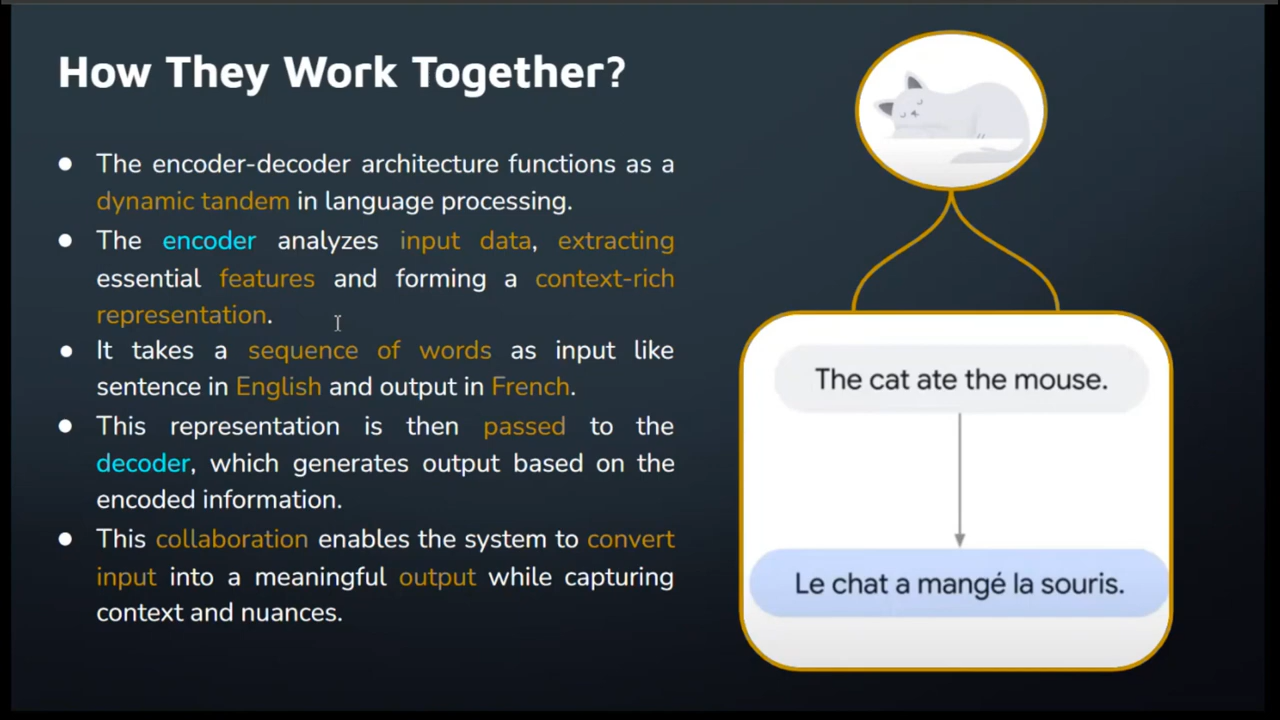 How They Work Together?
● The encoder-decoder architecture functions as a
dynamic tandem in language processing.
● The encoder analyzes input data, extracting
essential features and forming a context-rich
representation.
● It takes a sequence of words as input like
sentence in English and output in French.
● This representation is then passed to the
decoder, which generates output based on the
encoded information.
● This collaboration enables the system to convert
input into a meaningful output while capturing
context and nuances.
The cat ate the mouse.
Le chat a mangé la souris.